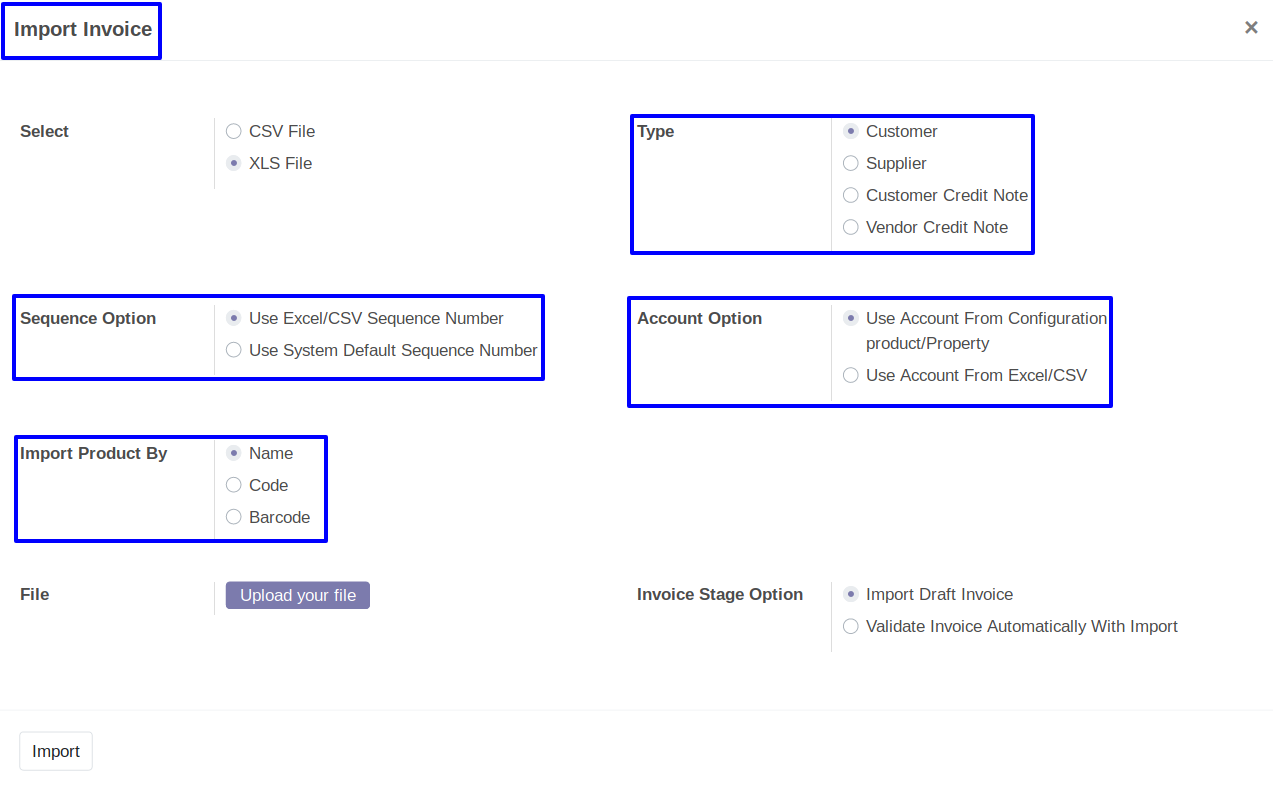 Import Invoice
×
Select
CSV File
XLS File
Type
Customer
Supplier
Customer Credit Note
Vendor Credit Note
Sequence Option
Use Excel/CSV Sequence Number
Use System Default Sequence Number
Account Option
Use Account From Configuration
product/Property
Use Account From Excel/CSV
Import Product By
Name
Code
Barcode
File
Upload your file
Invoice Stage Option
Import Draft Invoice
Validate Invoice Automatically With Import
Import